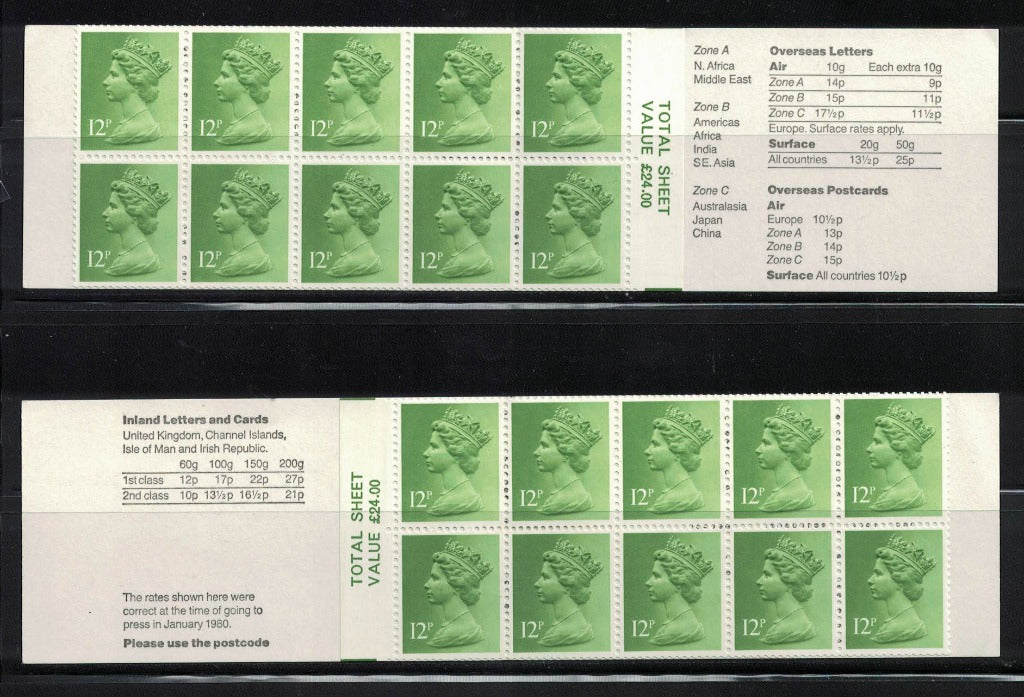 12P 12P 12P 12P 12P
12P 12P 12P 12P 12P
TOTAL SHEET
VALUE £24.00
Zone A
N. Africa
Middle East
Zone B
Americas
Africa
India
SE. Asia
Zone C
Australasia
Japan
China
Overseas Letters
Air 10g Each extra 10g
Zone A 14p 9p
Zone B 15p 11p
Zone C 17½p 11½p
Europe. Surface rates apply.
Surface 20g 50g
All countries 13½p 25p
Overseas Postcards
Air
Europe 10½p
Zone A 13p
Zone B 14p
Zone C 15p
Surface All countries 10½p
Inland Letters and Cards
United Kingdom, Channel Islands,
Isle of Man and Irish Republic.
60g 100g 150g 200g
1st class 12p 17p 22p 27p
2nd class 10p 13½p 16½p 21p
The rates shown here were
correct at the time of going to
press in January 1980.
Please use the postcode
TOTAL SHEET
VALUE £24.00
12P 12P 12P 12P 12P
12P 12P 12P 12P 12P